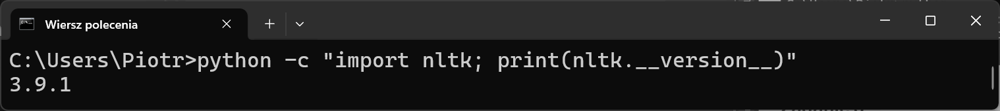 Wiersz polecenia
C:\Users\Piotr>python -c "import nltk; print(nltk.__version__)"
3.9.1